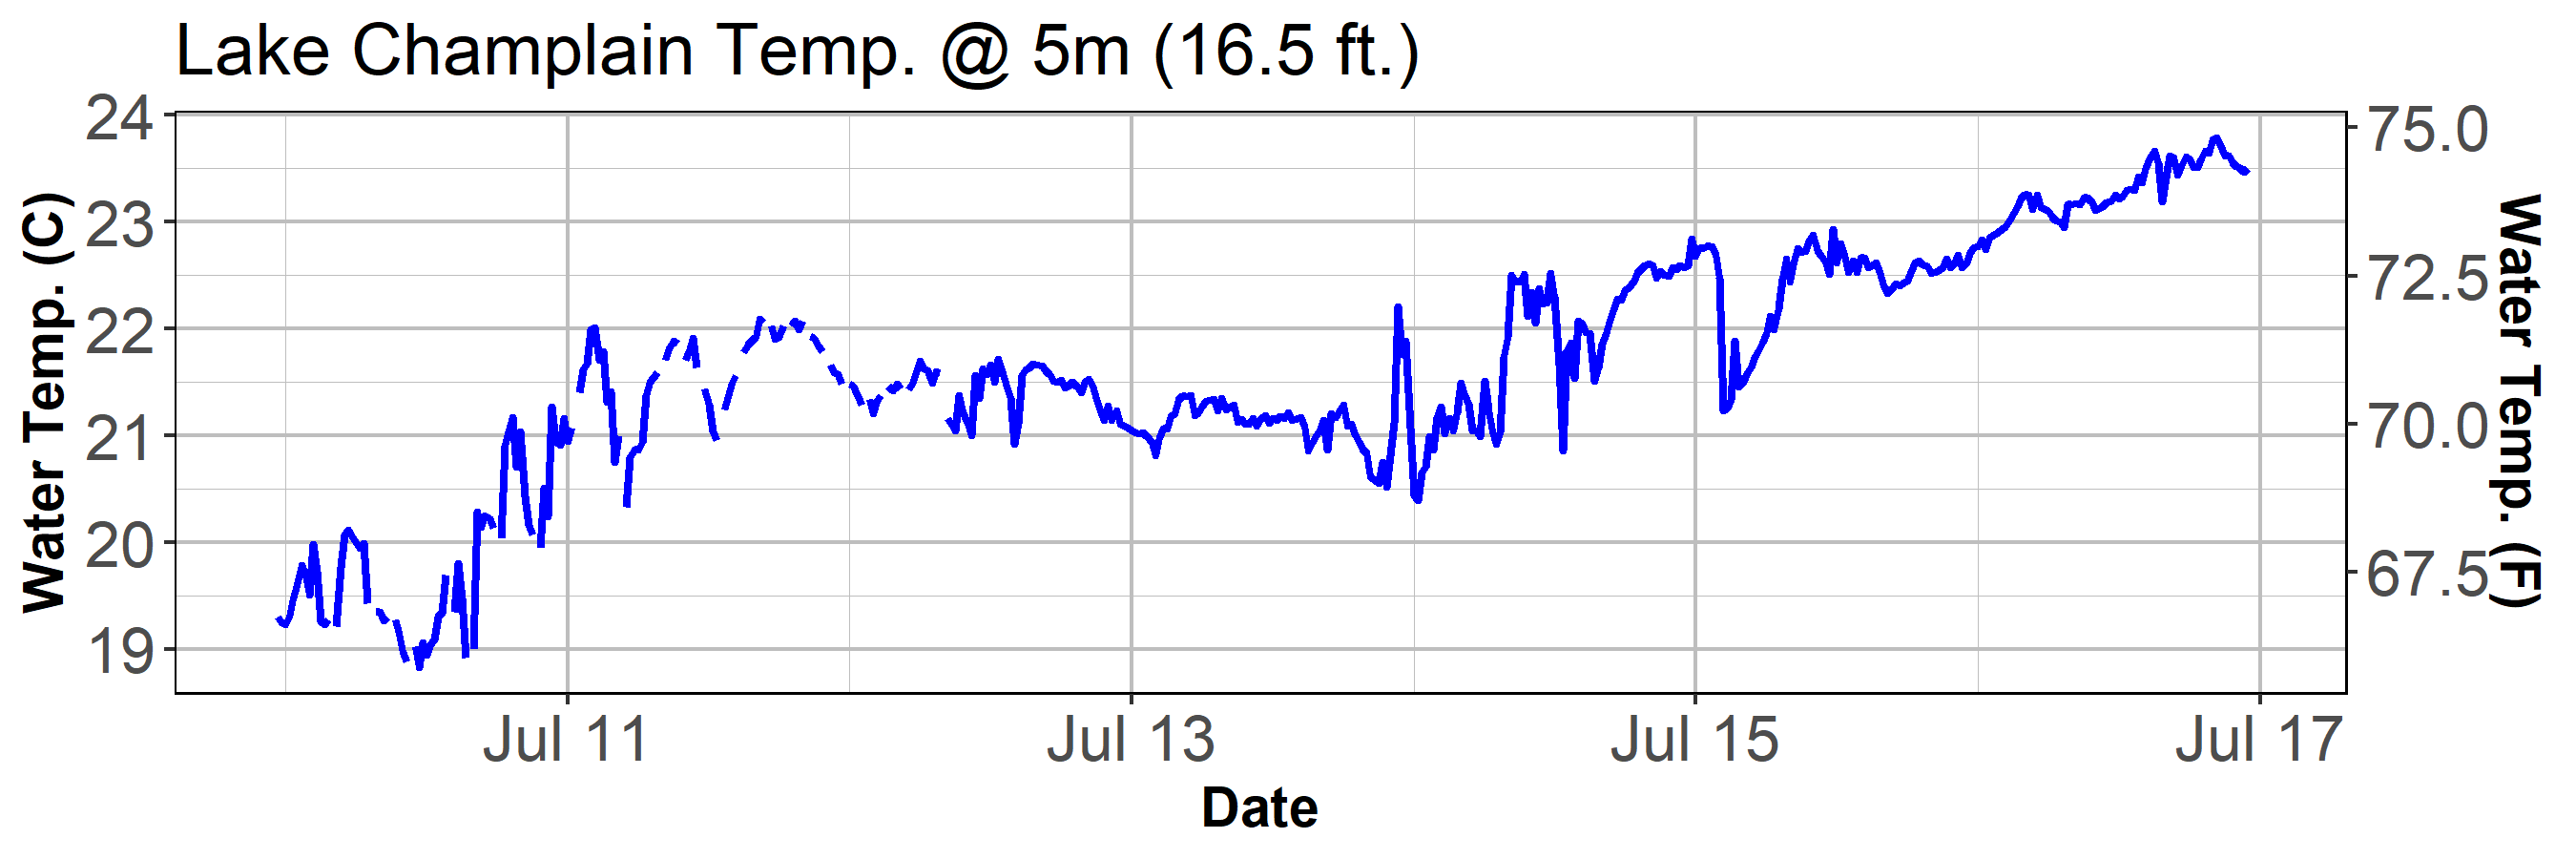 Lake Champlain Temp. @ 5m (16.5 ft.)
Water Temp. (C)
24
23
22
21
20
19
75.0
72.5
70.0
67.5
Water Temp. (F)
Jul 11 Jul 13 Jul 15 Jul 17
Date